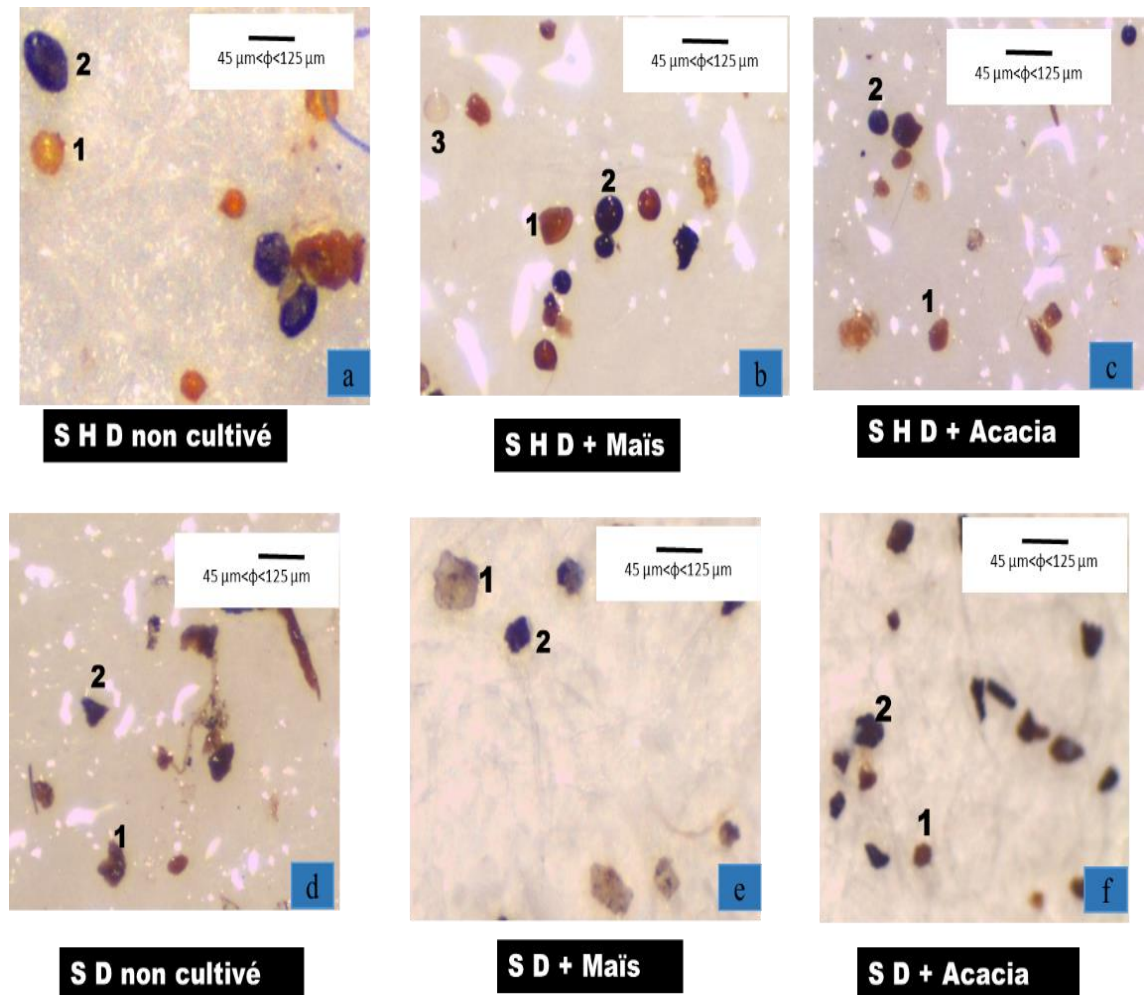 45 µm<ϕ<125 µm
2
1
a
S H D non cultivé
45 µm<ϕ<125 µm
3
2
1
b
S H D + Maïs
45 µm<ϕ<125 µm
2
1
c
S H D + Acacia
45 µm<ϕ<125 µm
2
1
d
S D non cultivé
45 µm<ϕ<125 µm
1
2
e
S D + Maïs
45 µm<ϕ<125 µm
2
1
f
S D + Acacia